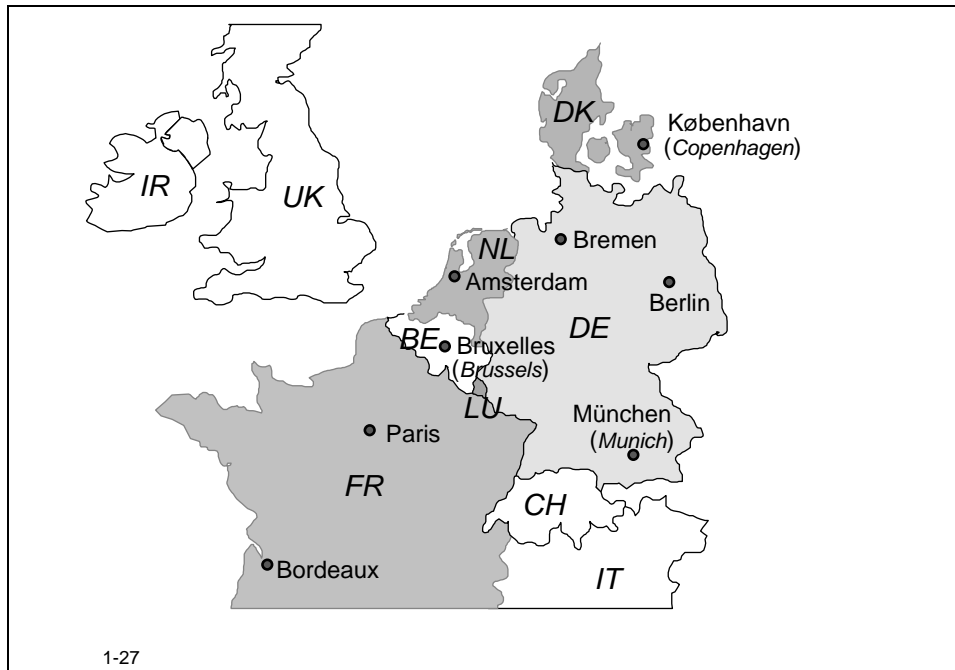 DK
København
(Copenhagen)
IR
UK
NL
Bremen
Amsterdam
Berlin
DE
BE
Bruxelles
(Brussels)
LU
München
(Munich)
Paris
FR
CH
Bordeaux
IT
1-27